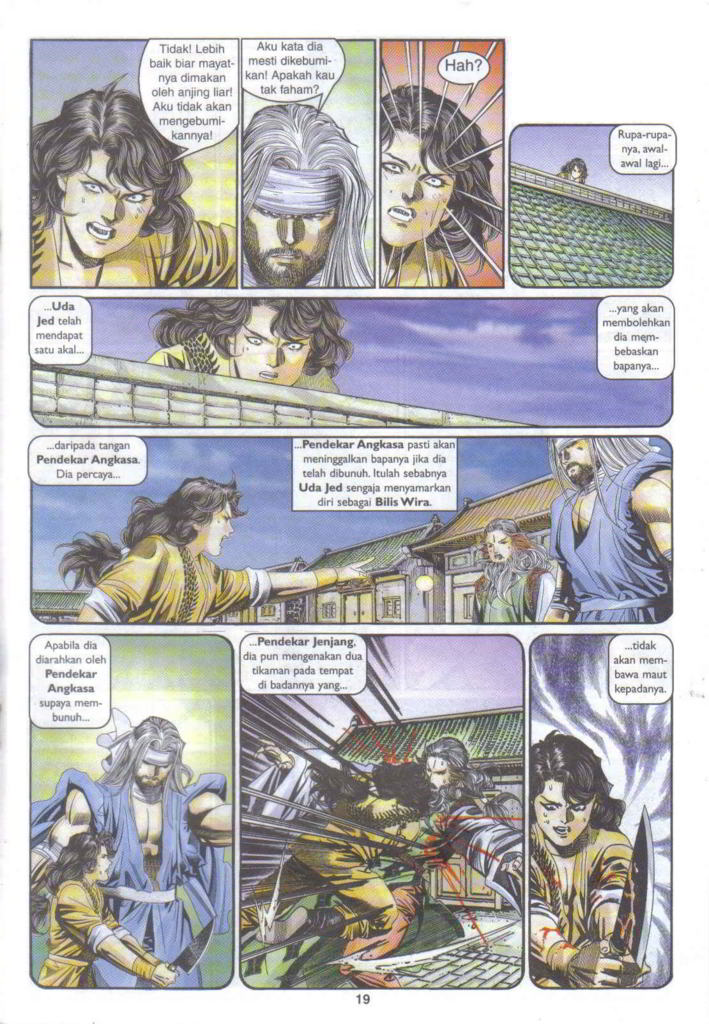 Tidak! Lebih
baik biar mayat-
nya dimakan
oleh anjing liar!
Aku tidak akan
mengebumi-
kannya!
Aku kata dia
mesti dikebumi-
kan! Apakah kau
tak faham?
Hah?
Rupa-rupa-
nya, awal-
awal lagi...
...Uda
Jed telah
mendapat
satu akal...
...yang akan
membolehkan
dia mem-
bebaskan
bapanya...
...daripada tangan
Pendekar Angkasa.
Dia percaya...
...Pendekar Angkasa pasti akan
meninggalkan bapanya jika dia
telah dibunuh. Itulah sebabnya
Uda Jed sengaja menyamarkan
diri sebagai Bilis Wira.
Apabila dia
diarahkan oleh
Pendekar
Angkasa
supaya mem-
bunuh...
...Pendekar Jenjang,
dia pun mengenakan dua
tikaman pada tempat
di badannya yang...
...tidak
akan mem-
bawa maut
kepadanya.
19